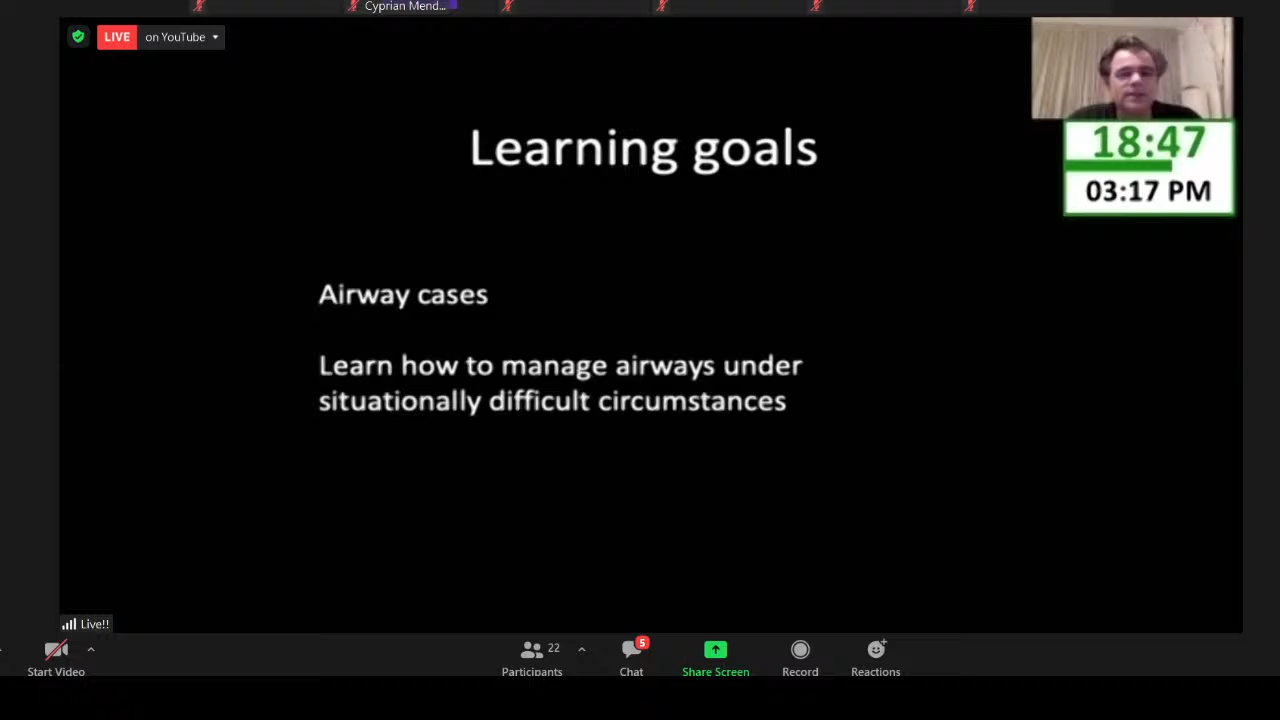 Cyprian Mend...
LIVE on YouTube
18:47
03:17 PM
Learning goals
Airway cases
Learn how to manage airways under
situationally difficult circumstances
Live!!
22
5
Start Video
Participants
Chat
Share Screen
Record
Reactions